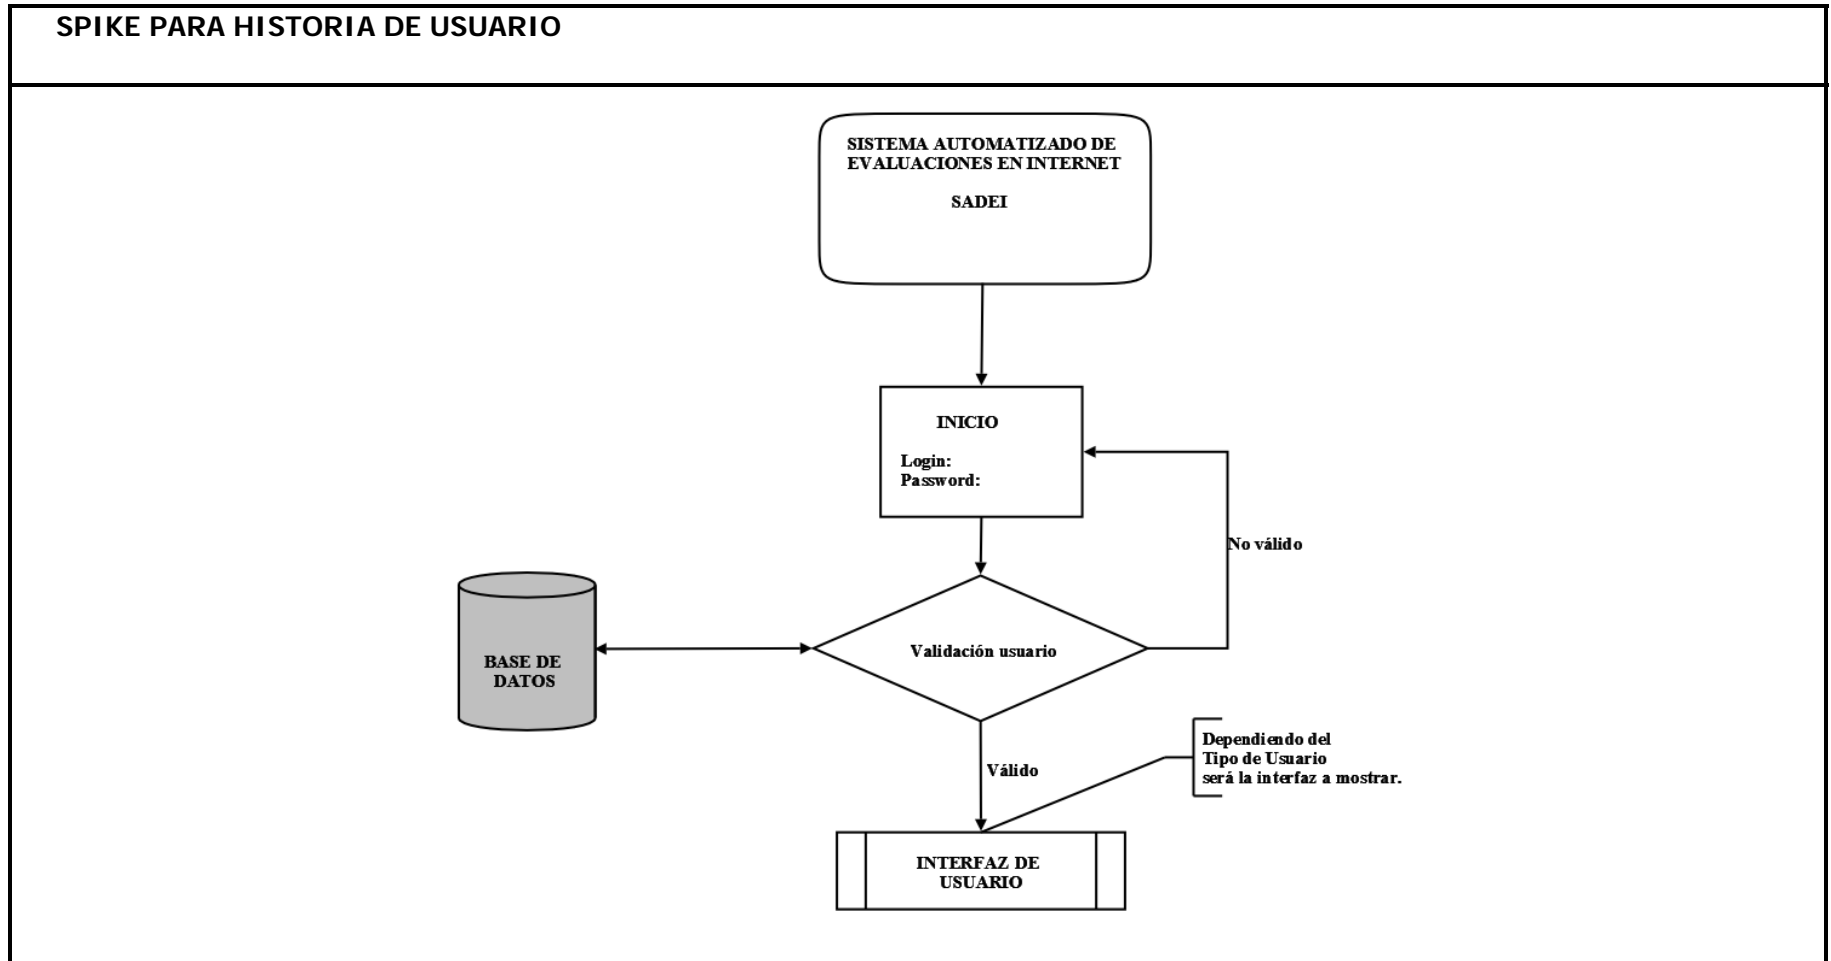 SPIKE PARA HISTORIA DE USUARIO
SISTEMA AUTOMATIZADO DE
EVALUACIONES EN INTERNET
SADEI
INICIO
Login:
Password:
No válido
Validación usuario
BASE DE
DATOS
Válido
Dependiendo del
Tipo de Usuario
será la interfaz a mostrar.
INTERFAZ DE
USUARIO